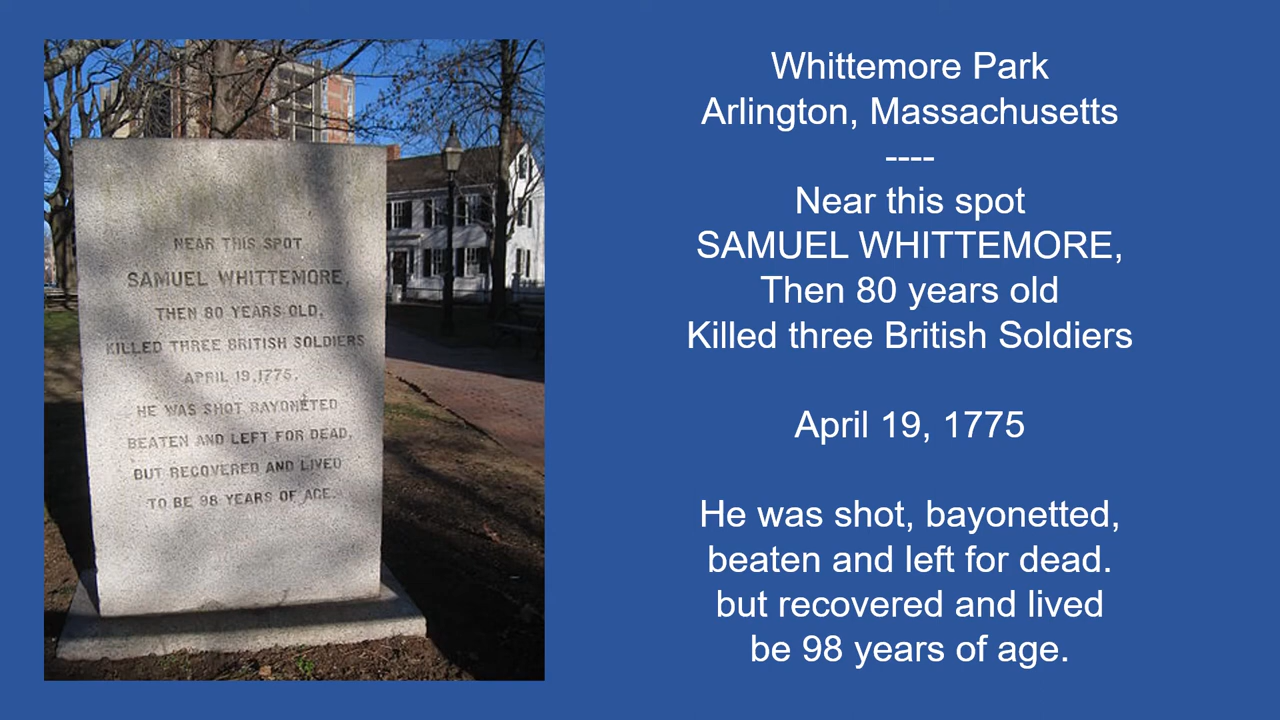 NEAR THIS SPOT
SAMUEL WHITTEMORE,
THEN 80 YEARS OLD,
KILLED THREE BRITISH SOLDIERS
APRIL 19, 1775.
HE WAS SHOT BAYONETED
BEATEN AND LEFT FOR DEAD,
BUT RECOVERED AND LIVED
TO BE 98 YEARS OF AGE.
Whittemore Park
Arlington, Massachusetts
----
Near this spot
SAMUEL WHITTEMORE,
Then 80 years old
Killed three British Soldiers
April 19, 1775
He was shot, bayonetted,
beaten and left for dead.
but recovered and lived
be 98 years of age.